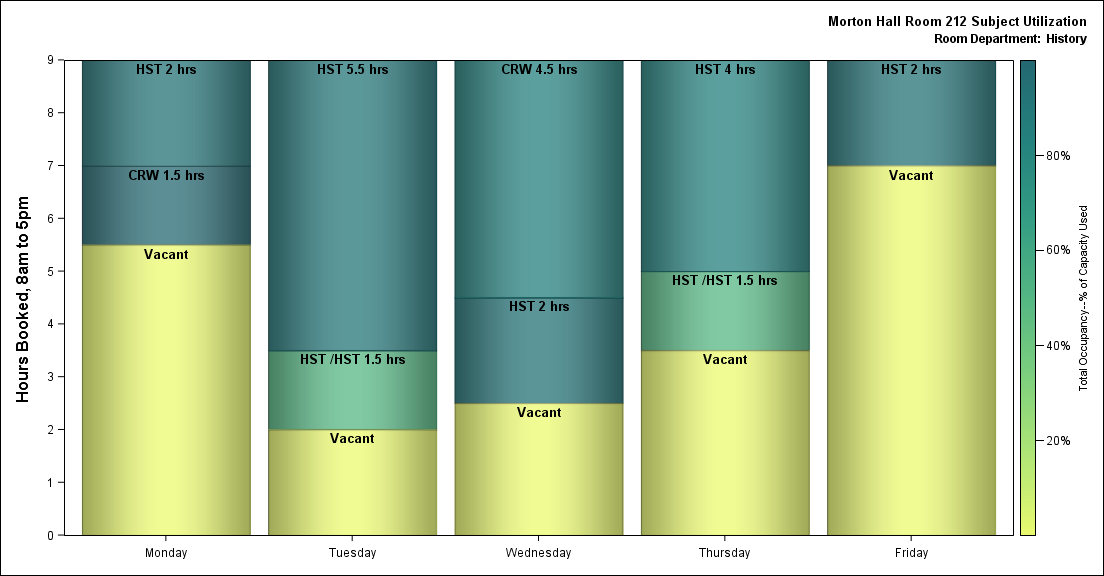 Morton Hall Room 212 Subject Utilization
Room Department: History
Hours Booked, 8am to 5pm
9
8
7
6
5
4
3
2
1
0
HST 2 hrs
CRW 1.5 hrs
Vacant
HST 5.5 hrs
HST /HST 1.5 hrs
Vacant
CRW 4.5 hrs
HST 2 hrs
Vacant
HST 4 hrs
HST /HST 1.5 hrs
Vacant
HST 2 hrs
Vacant
Monday
Tuesday
Wednesday
Thursday
Friday
80%
60%
40%
20%
Total Occupancy--% of Capacity Used